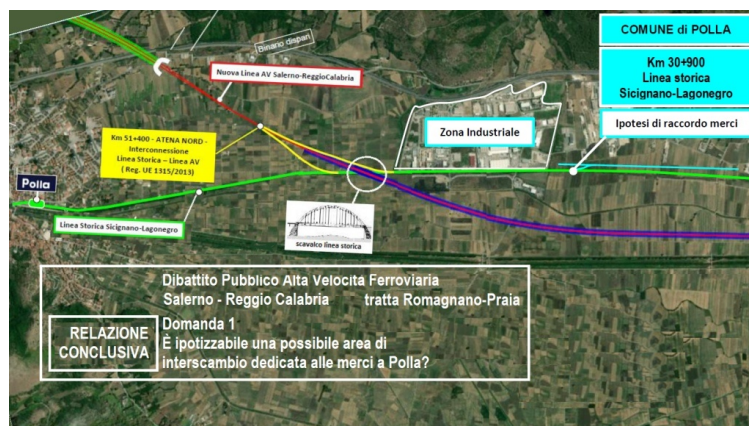 COMUNE di POLLA
Km 30+900
Linea storica
Sicignano-Lagonegro
Ipotesi di raccordo merci
Binario dispari
Nuova Linea AV Salerno-ReggioCalabria
Zona Industriale
Km 51+400 - ATENA NORD -
Interconnessione
Linea Storica – Linea AV
( Reg. UE 1315/2013)
Polla
Linea Storica Sicignano-Lagonegro
scavalco linea storica
Dibattito Pubblico Alta Velocità Ferroviaria
Salerno - Reggio Calabria tratta Romagnano-Praia
RELAZIONE
CONCLUSIVA
Domanda 1
È ipotizzabile una possibile area di
interscambio dedicata alle merci a Polla?